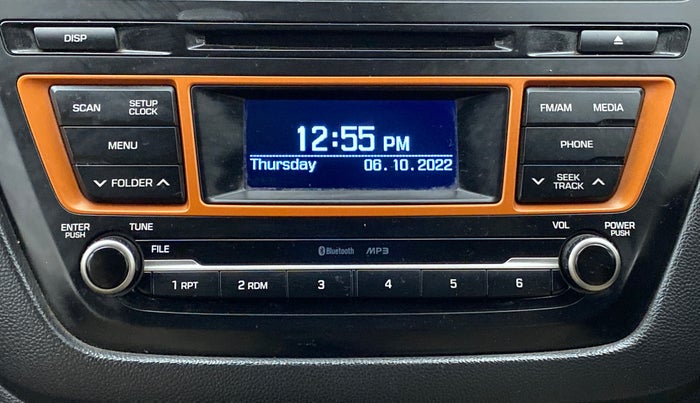 DISP
SCAN
SETUP
CLOCK
12:55 PM
FM/AM
MEDIA
MENU
PHONE
Thursday
06.10.2022
FOLDER
SEEK
TRACK
ENTER
PUSH
TUNE
VOL
POWER
PUSH
FILE
Bluetooth
MP3
1 RPT
2 RDM
3
4
5
6